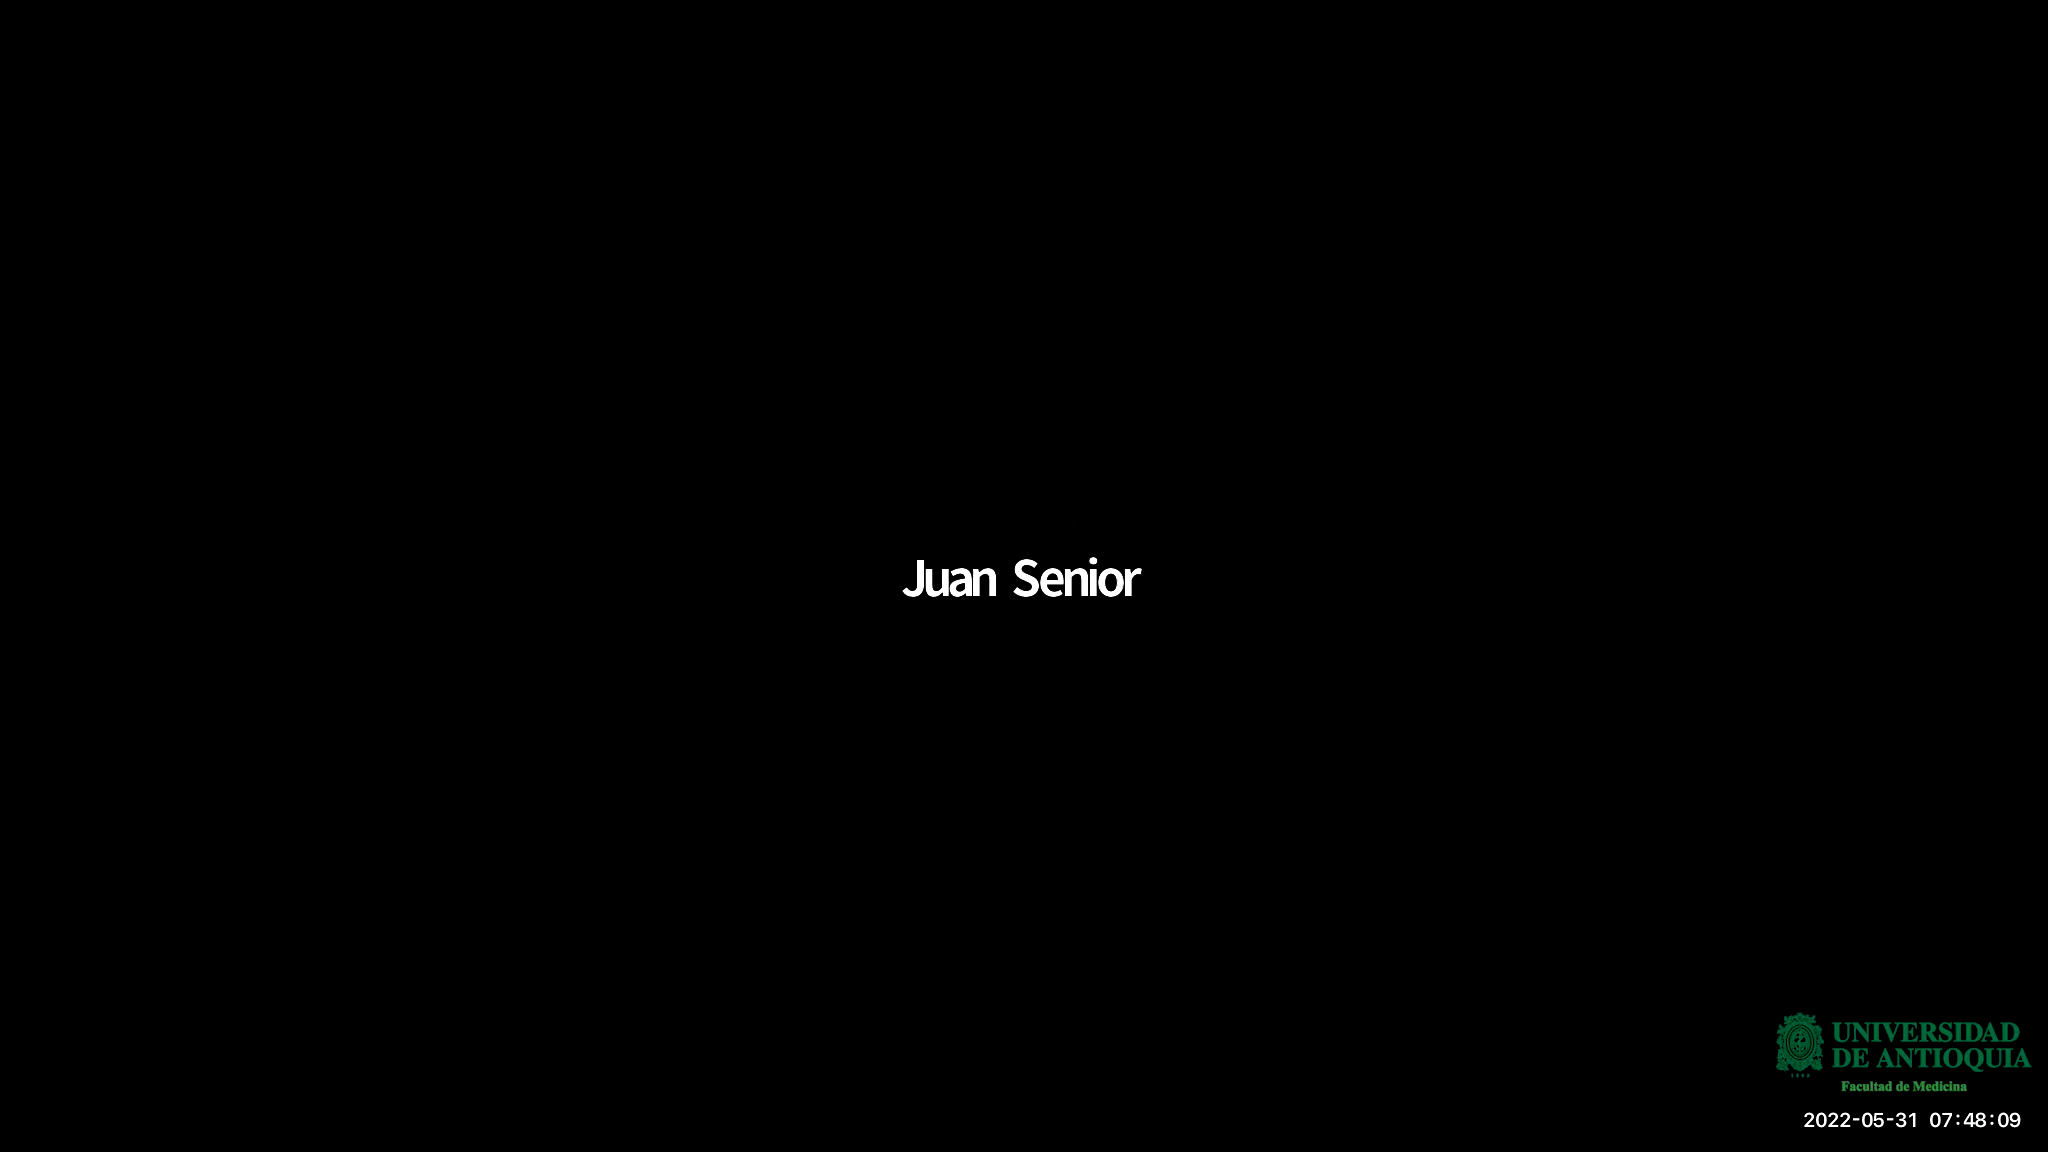 Juan Senior
UNIVERSIDAD
DE ANTIOQUIA
Facultad de Medicina
2022-05-31 07:48:09